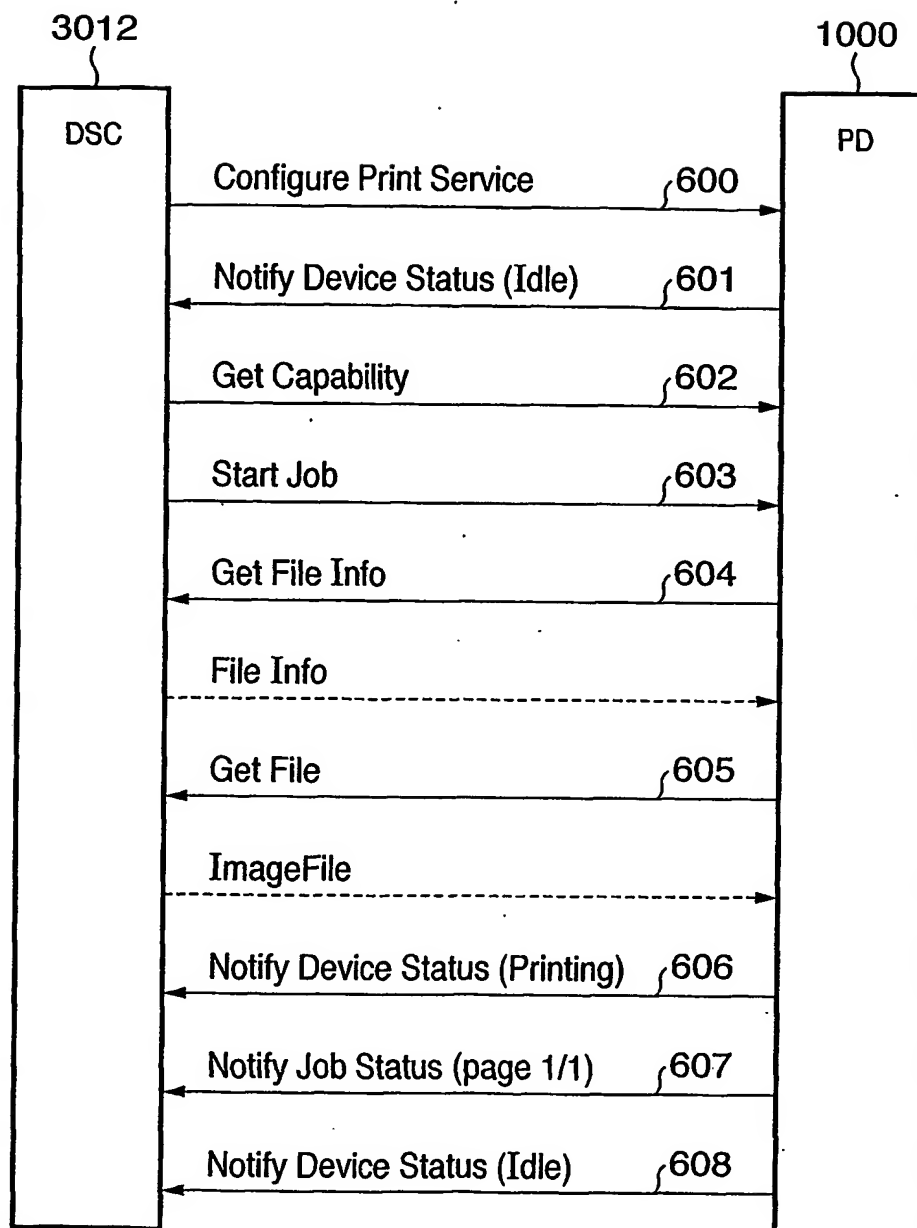 3012
1000
DSC
PD
Configure Print Service 600
Notify Device Status (Idle) 601
Get Capability 602
Start Job 603
Get File Info 604
File Info
Get File 605
ImageFile
Notify Device Status (Printing) 606
Notify Job Status (page 1/1) 607
Notify Device Status (Idle) 608